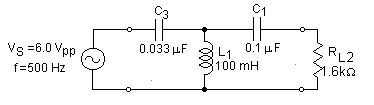 C3
C1
VS =6.0 Vpp
f=500 Hz
0.033 µF
L1
100 mH
0.1 µF
RL2
1.6kΩ